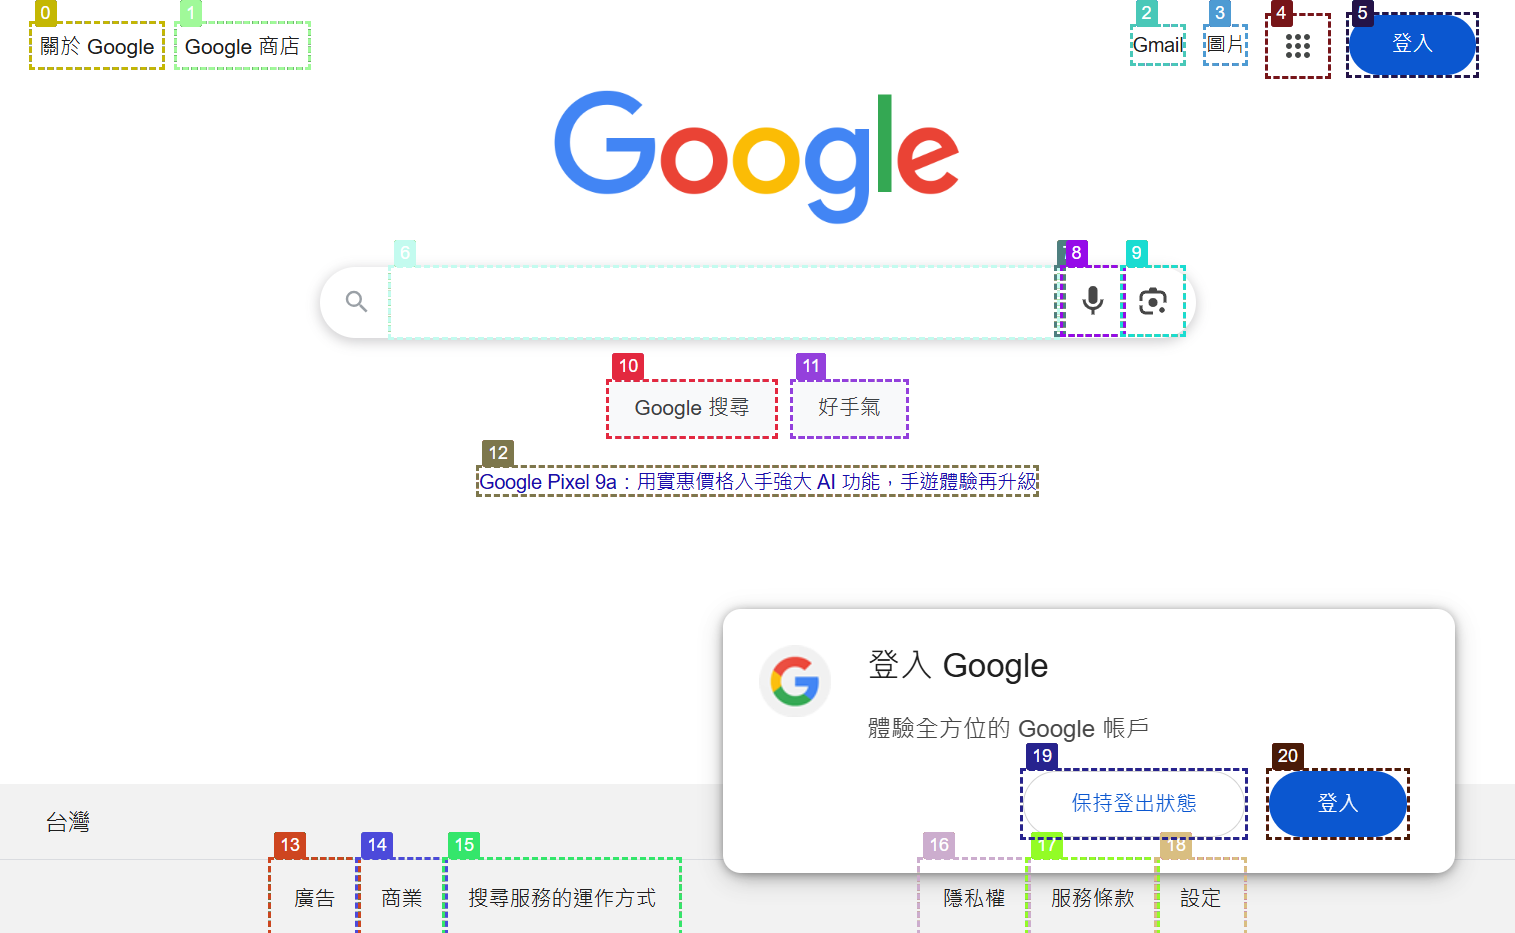 0
1
2
3
4
5
關於 Google
Google 商店
Gmail
圖片
登入
Google
6
8
9
10
11
Google 搜尋
好手氣
12
Google Pixel 9a：用實惠價格入手強大 AI 功能，手遊體驗再升級
登入 Google
體驗全方位的 Google 帳戶
19
20
保持登出狀態
登入
台灣
13
14
15
16
17
18
廣告
商業
搜尋服務的運作方式
隱私權
服務條款
設定